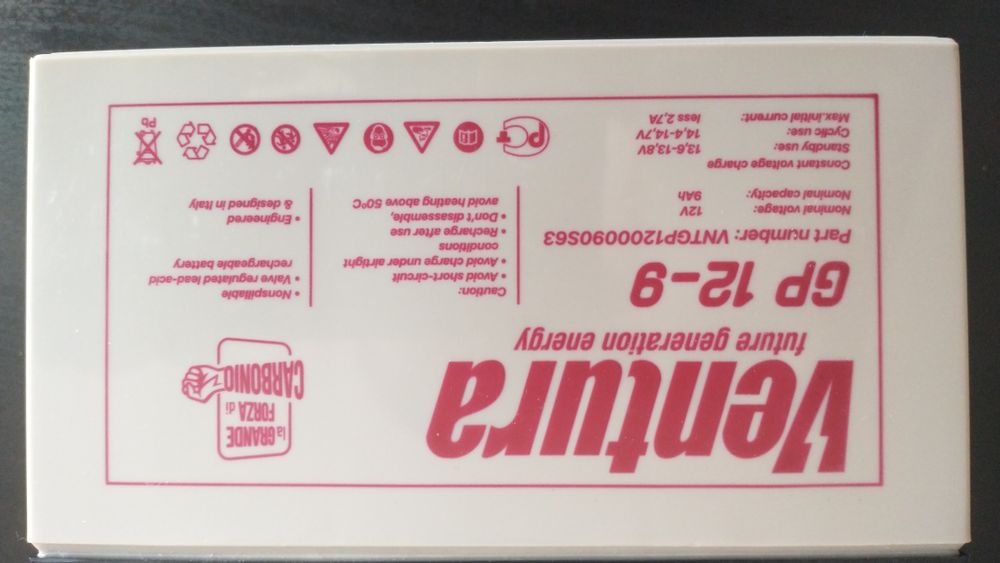 Ventura
future generation energy
la GRANDE
FORZA di
CARBONIO
GP 12-9
Part number: VNTGP1200090S63
Nominal voltage: 12V
Nominal capacity: 9Ah
Constant voltage charge
Standby use: 13,6-13,8V
Cyclic use: 14,4-14,7V
Max.initial current: less 2,7A
Caution:
• Avoid short-circuit
• Avoid charge under airtight
conditions
• Recharge after use
• Don't disassemble,
avoid heating above 50°C
• Nonspillable
• Valve regulated lead-acid
rechargeable battery
• Engineered
& designed in Italy
Pb